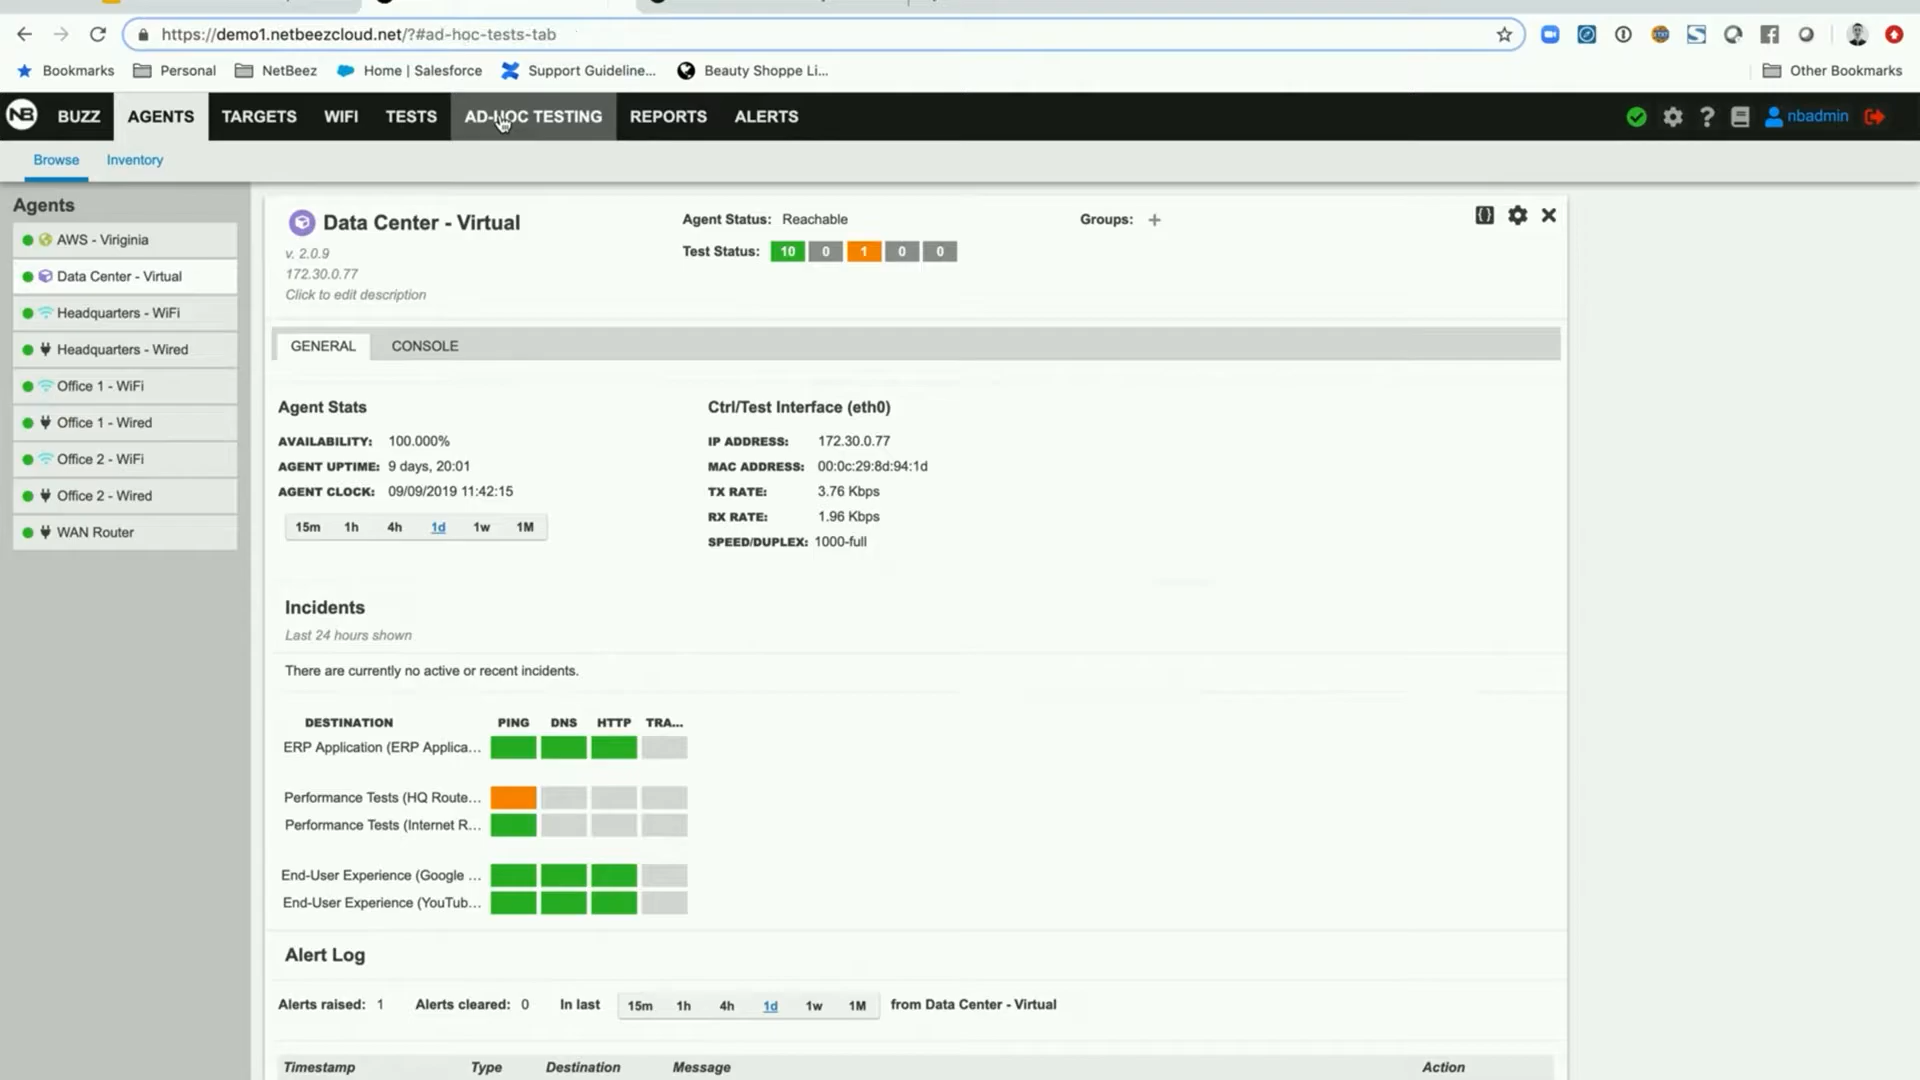 https://demo1.netbeezcloud.net/?#ad-hoc-tests-tab
Bookmarks Personal NetBeez Home | Salesforce Support Guideline... Beauty Shoppe Li... Other Bookmarks
NB BUZZ AGENTS TARGETS WIFI TESTS AD-HOC TESTING REPORTS ALERTS nbadmin
Browse Inventory
Agents
AWS - Viriginia
Data Center - Virtual
Headquarters - WiFi
Headquarters - Wired
Office 1 - WiFi
Office 1 - Wired
Office 2 - WiFi
Office 2 - Wired
WAN Router
Data Center - Virtual
v. 2.0.9
172.30.0.77
Click to edit description
Agent Status: Reachable
Test Status: 10 0 1 0 0
Groups: +
GENERAL CONSOLE
Agent Stats
AVAILABILITY: 100.000%
AGENT UPTIME: 9 days, 20:01
AGENT CLOCK: 09/09/2019 11:42:15
15m 1h 4h 1d 1w 1M
Ctrl/Test Interface (eth0)
IP ADDRESS: 172.30.0.77
MAC ADDRESS: 00:0c:29:8d:94:1d
TX RATE: 3.76 Kbps
RX RATE: 1.96 Kbps
SPEED/DUPLEX: 1000-full
Incidents
Last 24 hours shown
There are currently no active or recent incidents.
DESTINATION PING DNS HTTP TRA...
ERP Application (ERP Applica...
Performance Tests (HQ Route...
Performance Tests (Internet R...
End-User Experience (Google ...
End-User Experience (YouTub...
Alert Log
Alerts raised: 1 Alerts cleared: 0 In last 15m 1h 4h 1d 1w 1M from Data Center - Virtual
Timestamp Type Destination Message Action